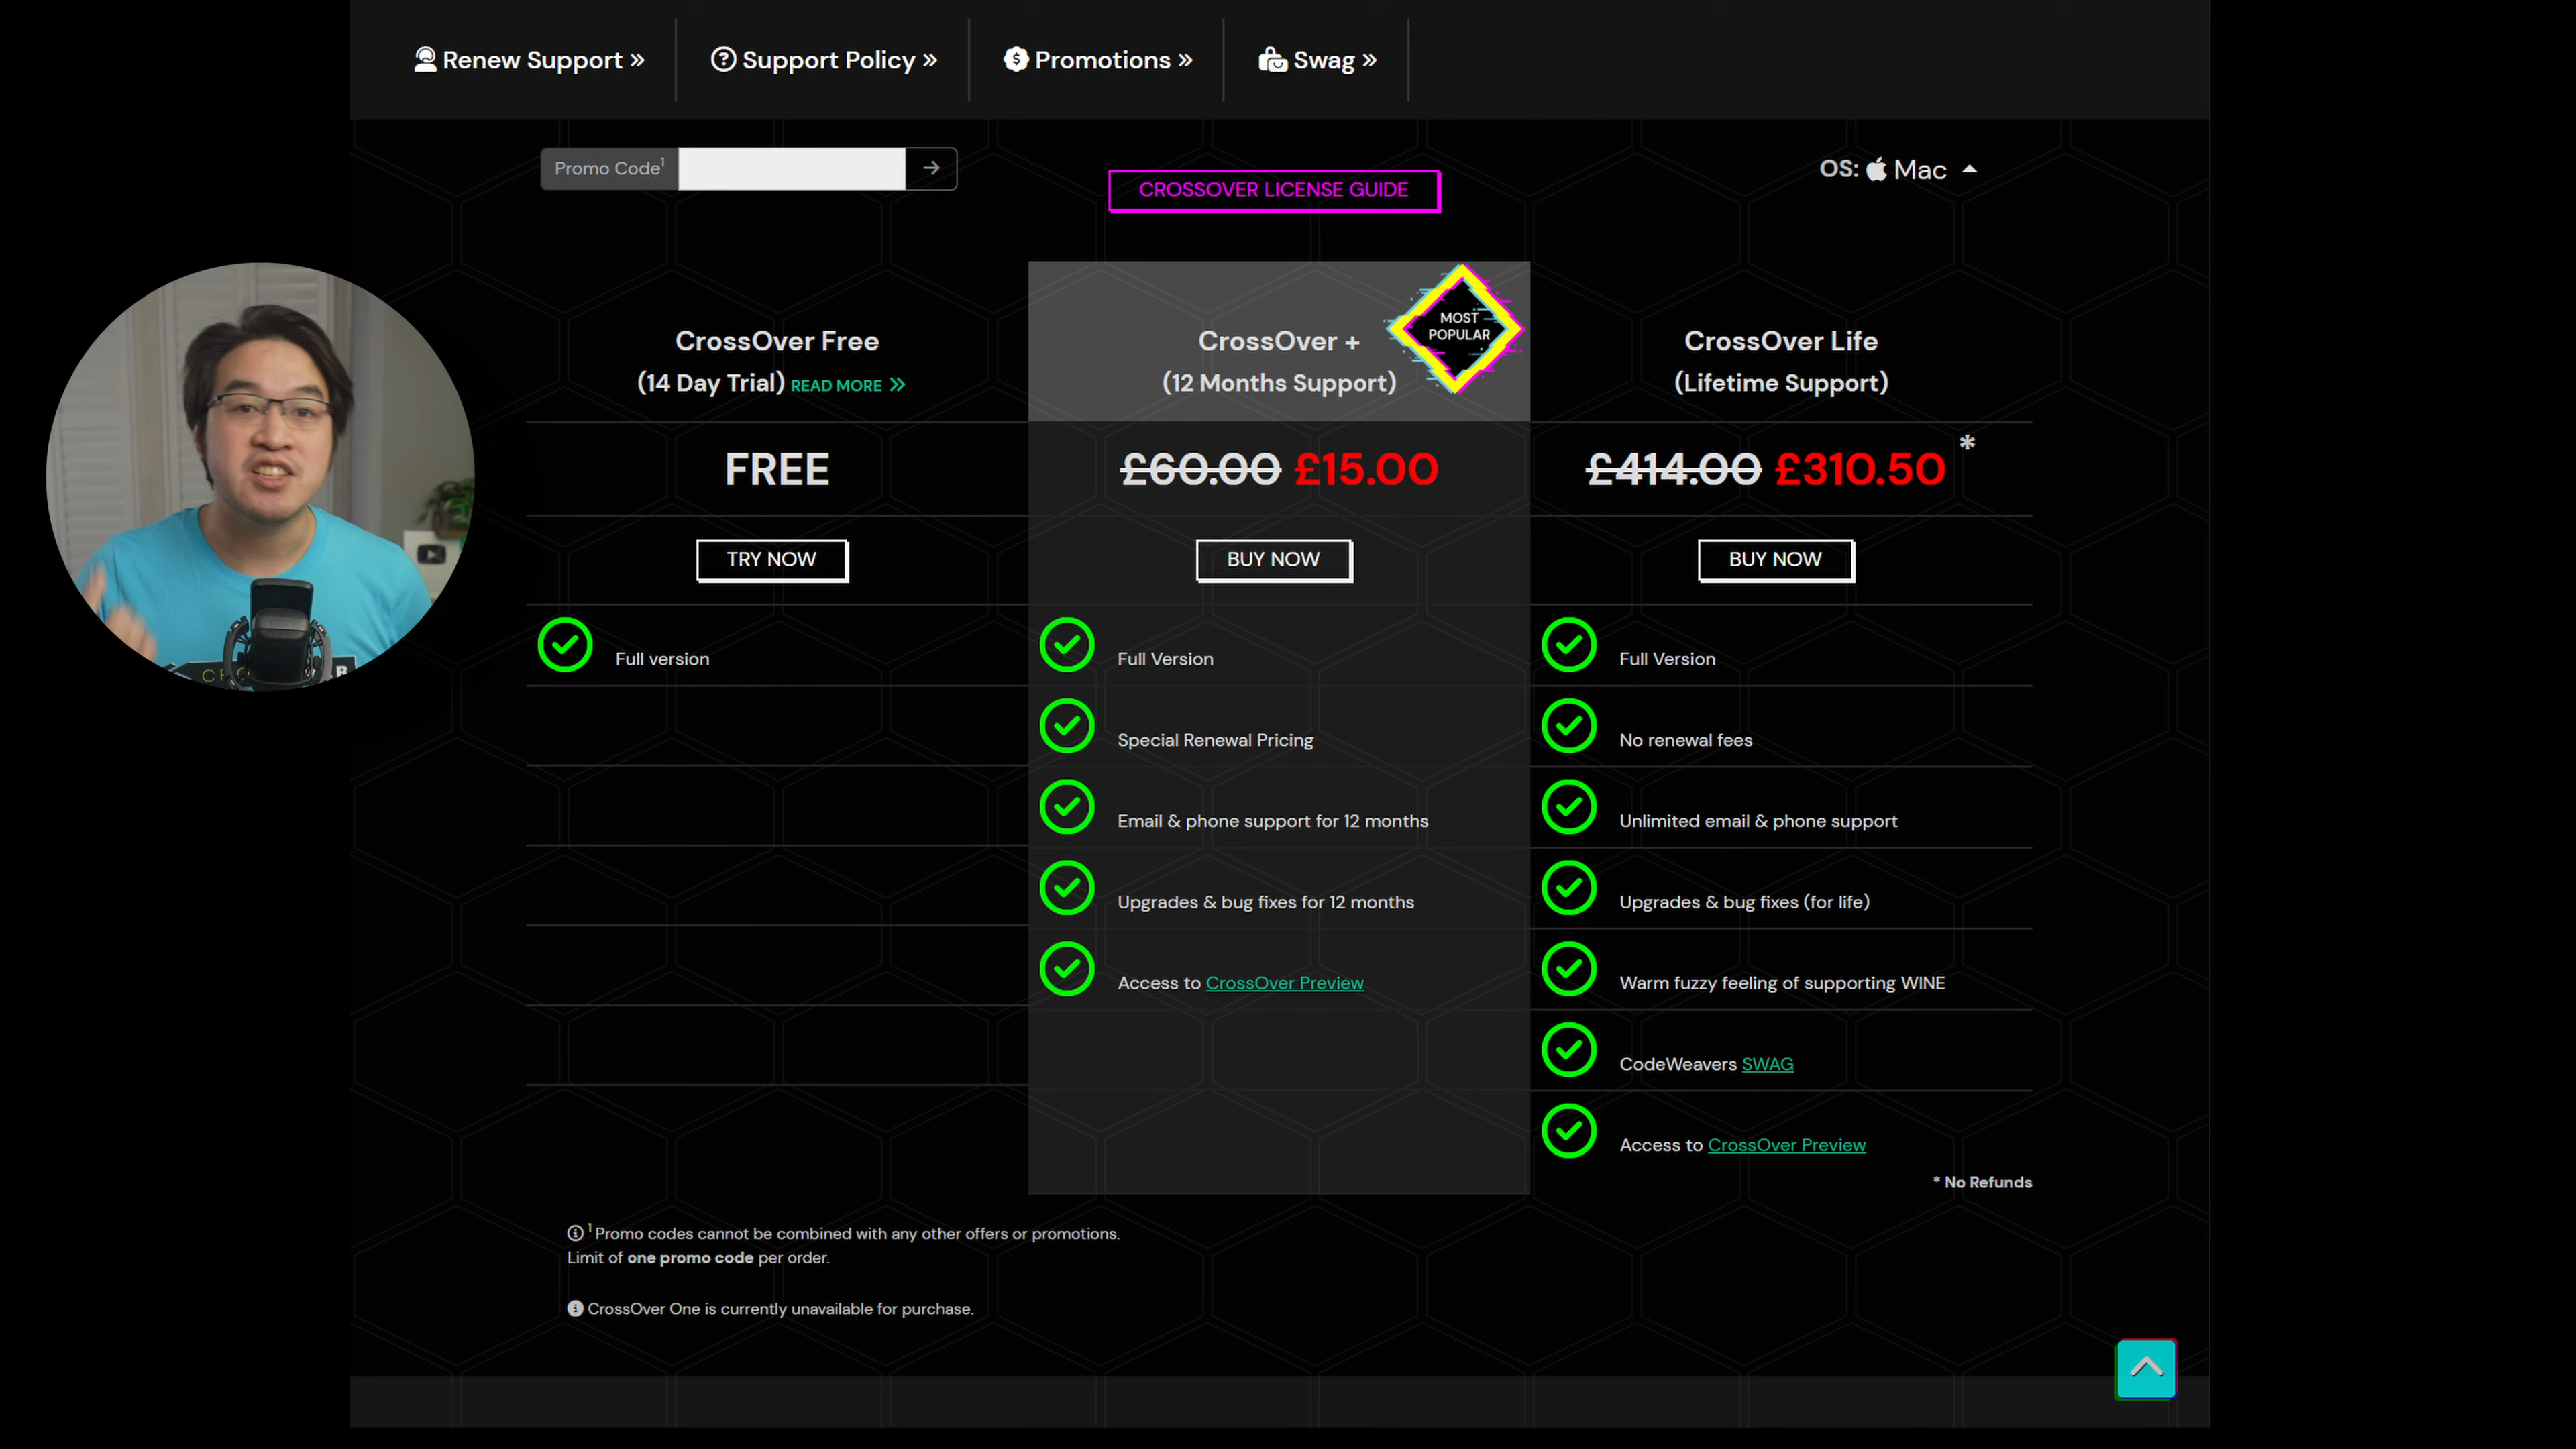 Renew Support »
Support Policy »
Promotions »
Swag »
Promo Code¹
CROSSOVER LICENSE GUIDE
OS: Mac
CrossOver Free
(14 Day Trial) READ MORE »
FREE
TRY NOW
Full version
CrossOver +
(12 Months Support)
MOST
POPULAR
£60.00 £15.00
BUY NOW
Full Version
Special Renewal Pricing
Email & phone support for 12 months
Upgrades & bug fixes for 12 months
Access to CrossOver Preview
CrossOver Life
(Lifetime Support)
£414.00 £310.50 *
BUY NOW
Full Version
No renewal fees
Unlimited email & phone support
Upgrades & bug fixes (for life)
Warm fuzzy feeling of supporting WINE
CodeWeavers SWAG
Access to CrossOver Preview
* No Refunds
¹ Promo codes cannot be combined with any other offers or promotions.
Limit of one promo code per order.
CrossOver One is currently unavailable for purchase.